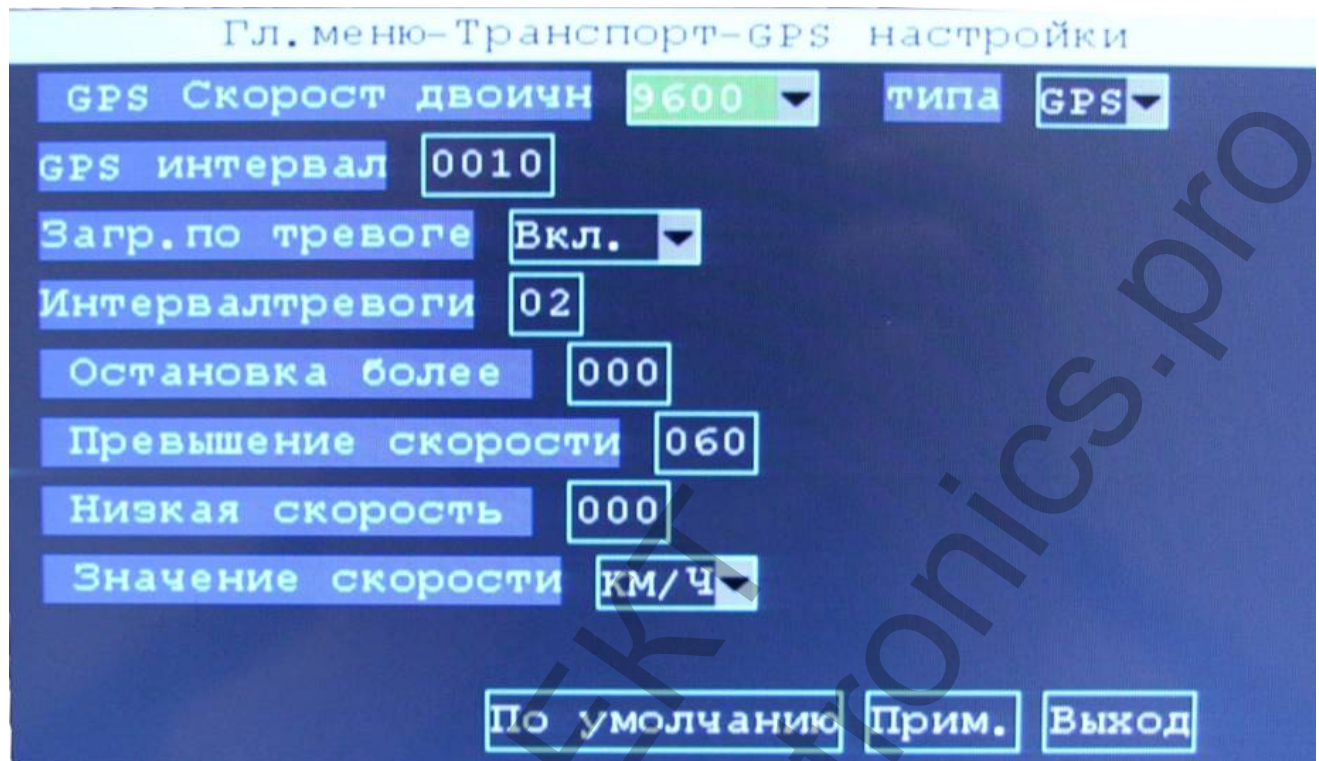 Гл.меню-Транспорт-GPS настройки
GPS Скорост двоичн 9600 типа GPS
GPS интервал 0010
Загр.по тревоге Вкл.
Интервалтревоги 02
Остановка более 000
Превышение скорости 060
Низкая скорость 000
Значение скорости КМ/Ч
По умолчанию Прим. Выход